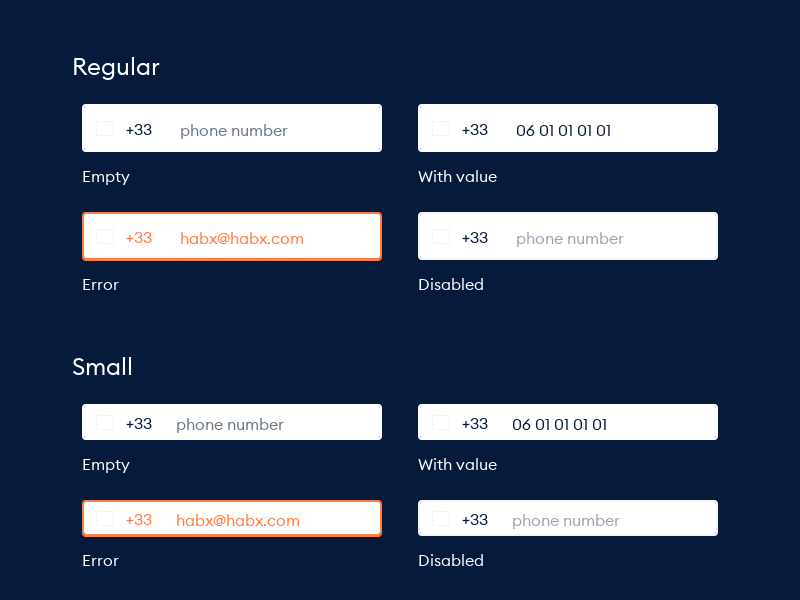 Regular
+33 phone number
+33 06 01 01 01 01
Empty
With value
+33 habx@habx.com
+33 phone number
Error
Disabled
Small
+33 phone number
+33 06 01 01 01 01
Empty
With value
+33 habx@habx.com
+33 phone number
Error
Disabled